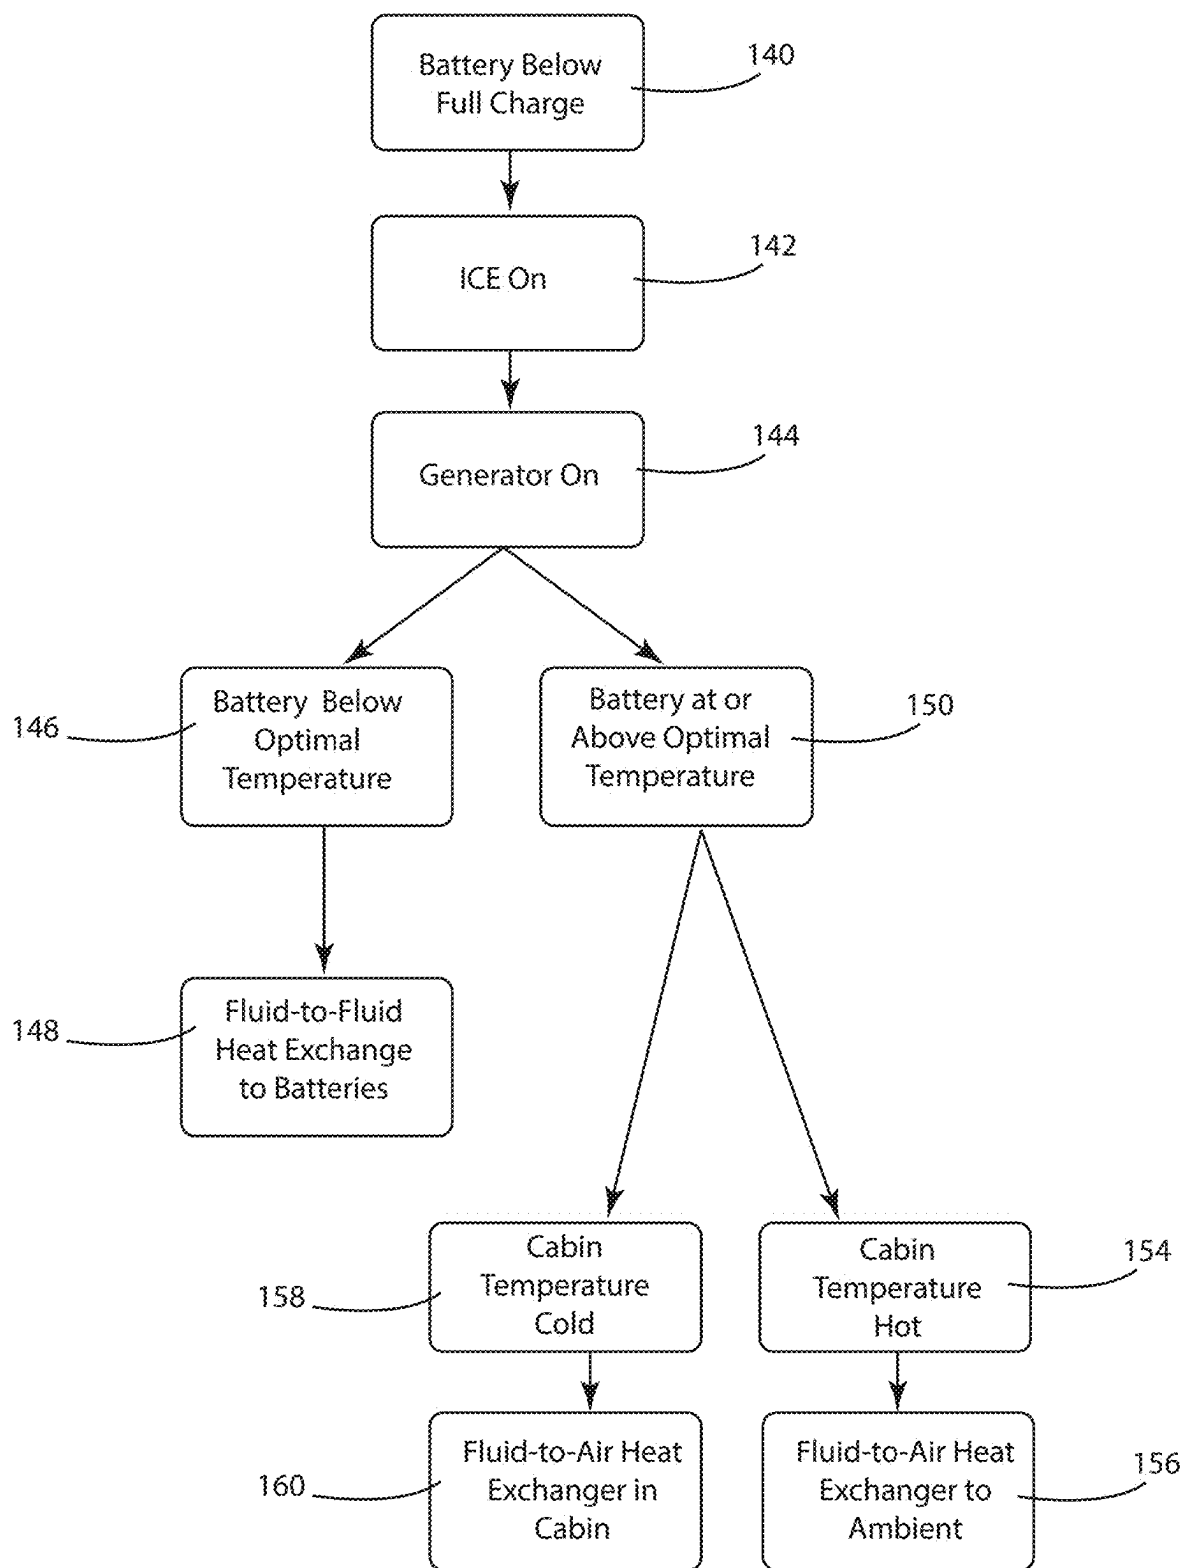 Battery Below
Full Charge
140
ICE On
142
Generator On
144
Battery Below
Optimal
Temperature
146
Battery at or
Above Optimal
Temperature
150
Fluid-to-Fluid
Heat Exchange
to Batteries
148
Cabin
Temperature
Cold
158
Cabin
Temperature
Hot
154
Fluid-to-Air Heat
Exchanger in
Cabin
160
Fluid-to-Air Heat
Exchanger to
Ambient
156